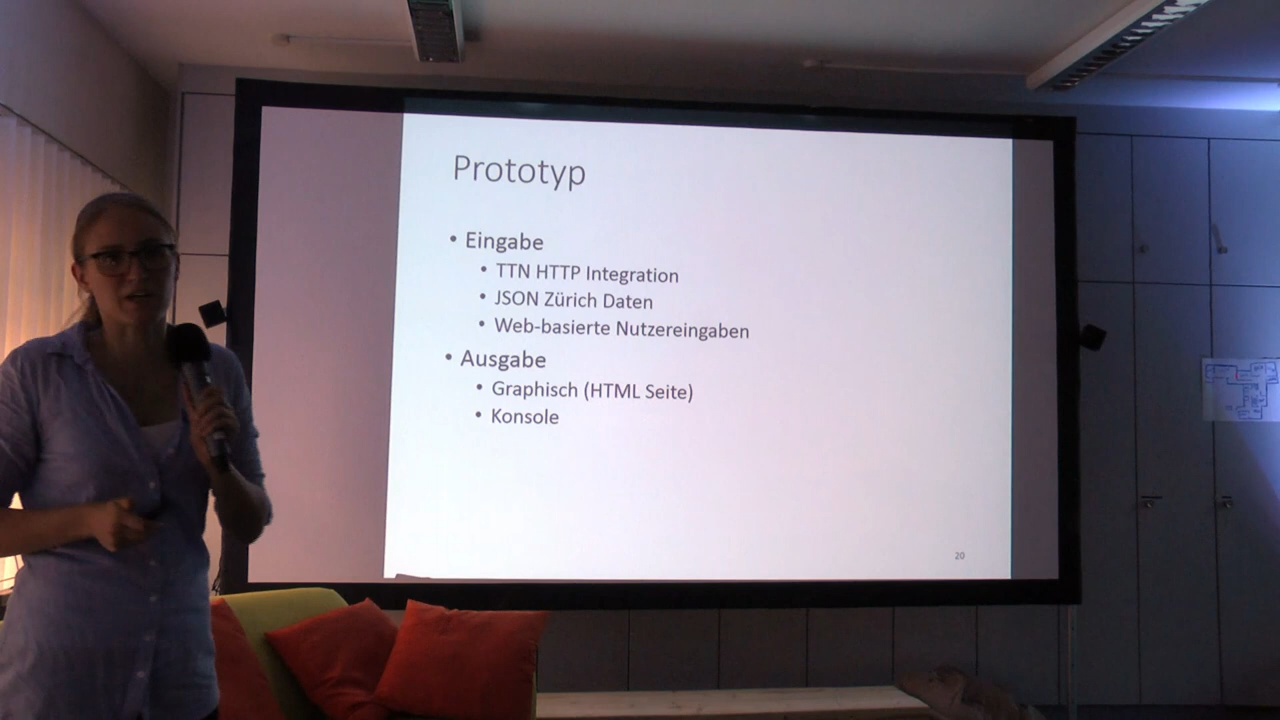 Prototyp
• Eingabe
• TTN HTTP Integration
• JSON Zürich Daten
• Web-basierte Nutzereingaben
• Ausgabe
• Graphisch (HTML Seite)
• Konsole
20